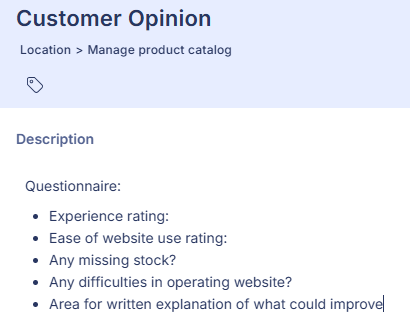 Customer Opinion
Location > Manage product catalog
Description
Questionnaire:
• Experience rating:
• Ease of website use rating:
• Any missing stock?
• Any difficulties in operating website?
• Area for written explanation of what could improve